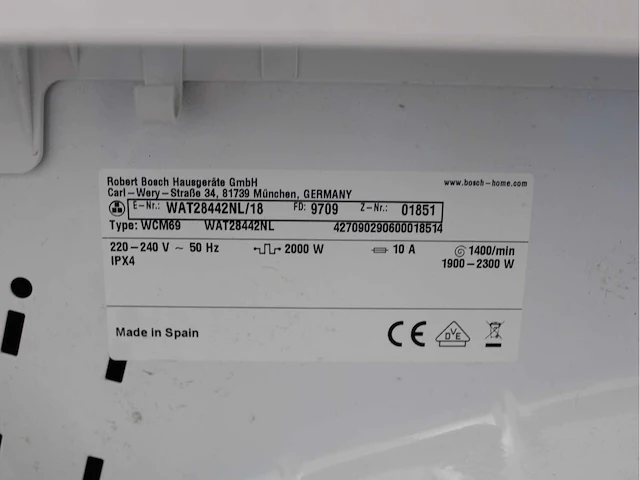 Robert Bosch Hausgeräte GmbH www.bosch-home.com
Carl-Wery-Straße 34, 81739 München, GERMANY
E-Nr.: WAT28442NL/18 FD: 9709 Z-Nr.: 01851
Type: WCM69 WAT28442NL 427090290600018514
220-240 V ~ 50 Hz 2000 W 10 A 1400/min
IPX4 1900-2300 W
Made in Spain CE VDE